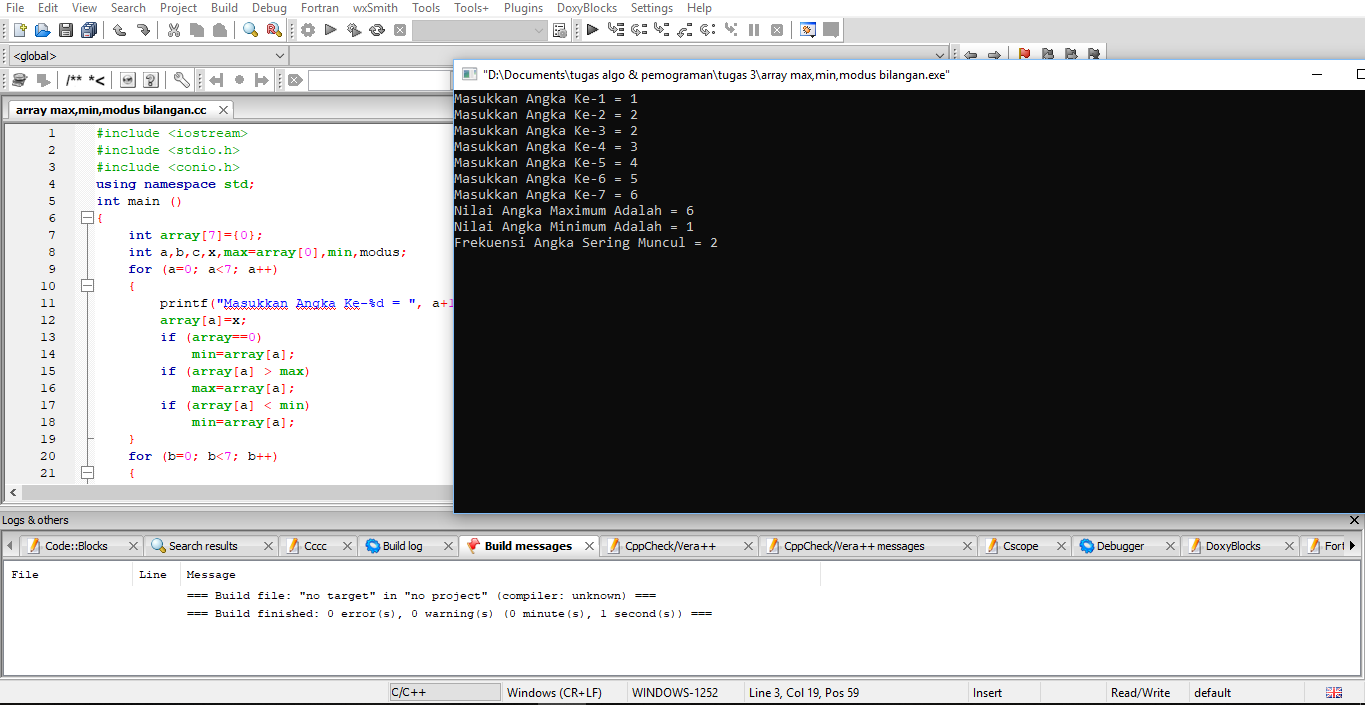 File Edit View Search Project Build Debug Fortran wxSmith Tools Tools+ Plugins DoxyBlocks Settings Help
<global>
/** *<
"D:\Documents\tugas algo & pemograman\tugas 3\array max,min,modus bilangan.exe"
array max,min,modus bilangan.cc
1 #include <iostream>
2 #include <stdio.h>
3 #include <conio.h>
4 using namespace std;
5 int main ()
6 {
7 int array[7]={0};
8 int a,b,c,x,max=array[0],min,modus;
9 for (a=0; a<7; a++)
10 {
11 printf("Masukkan Angka Ke-%d = ", a+1
12 array[a]=x;
13 if (array==0)
14 min=array[a];
15 if (array[a] > max)
16 max=array[a];
17 if (array[a] < min)
18 min=array[a];
19 }
20 for (b=0; b<7; b++)
21 {
Masukkan Angka Ke-1 = 1
Masukkan Angka Ke-2 = 2
Masukkan Angka Ke-3 = 2
Masukkan Angka Ke-4 = 3
Masukkan Angka Ke-5 = 4
Masukkan Angka Ke-6 = 5
Masukkan Angka Ke-7 = 6
Nilai Angka Maximum Adalah = 6
Nilai Angka Minimum Adalah = 1
Frekuensi Angka Sering Muncul = 2
Logs & others
Code::Blocks Search results Cccc Build log Build messages CppCheck/Vera++ CppCheck/Vera++ messages Cscope Debugger DoxyBlocks Fort
File Line Message
=== Build file: "no target" in "no project" (compiler: unknown) ===
=== Build finished: 0 error(s), 0 warning(s) (0 minute(s), 1 second(s)) ===
C/C++ Windows (CR+LF) WINDOWS-1252 Line 3, Col 19, Pos 59 Insert Read/Write default